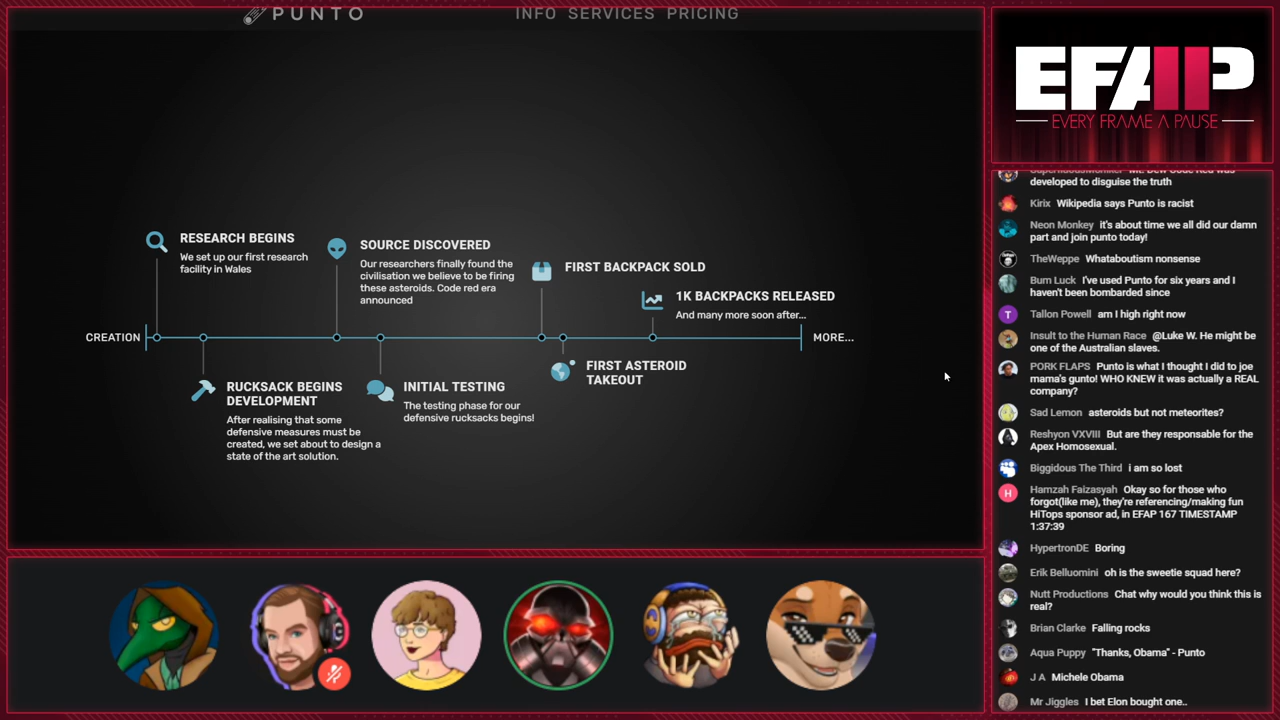 PUNTO
INFO SERVICES PRICING
RESEARCH BEGINS
We set up our first research
facility in Wales
SOURCE DISCOVERED
Our researchers finally found the
civilisation we believe to be firing
these asteroids. Code red era
announced
FIRST BACKPACK SOLD
1K BACKPACKS RELEASED
And many more soon after...
CREATION
MORE...
RUCKSACK BEGINS
DEVELOPMENT
After realising that some
defensive measures must be
created, we set about to design a
state of the art solution.
INITIAL TESTING
The testing phase for our
defensive rucksacks begins!
FIRST ASTEROID
TAKEOUT
EFAP
EVERY FRAME A PAUSE
developed to disguise the truth
Kirix Wikipedia says Punto is racist
Neon Monkey it's about time we all did our damn
part and join punto today!
TheWeppe Whataboutism nonsense
Bum Luck I've used Punto for six years and I
haven't been bombarded since
T
Tallon Powell am I high right now
Insult to the Human Race @Luke W. He might be
one of the Australian slaves.
PORK FLAPS Punto is what I thought I did to joe
mama's gunto! WHO KNEW it was actually a REAL
company?
Sad Lemon asteroids but not meteorites?
Reshyon VXVIII But are they responsible for the
Apex Homosexual.
Biggidous The Third i am so lost
H
Hamzah Faizasyah Okay so for those who
forgot(like me), they're referencing/making fun
HiTops sponsor ad, in EFAP 167 TIMESTAMP
1:37:39
HypertronDE Boring
Erik Belluomini oh is the sweetie squad here?
Nutt Productions Chat why would you think this is
real?
Brian Clarke Falling rocks
Aqua Puppy "Thanks, Obama" - Punto
J A Michele Obama
Mr Jiggles I bet Elon bought one..